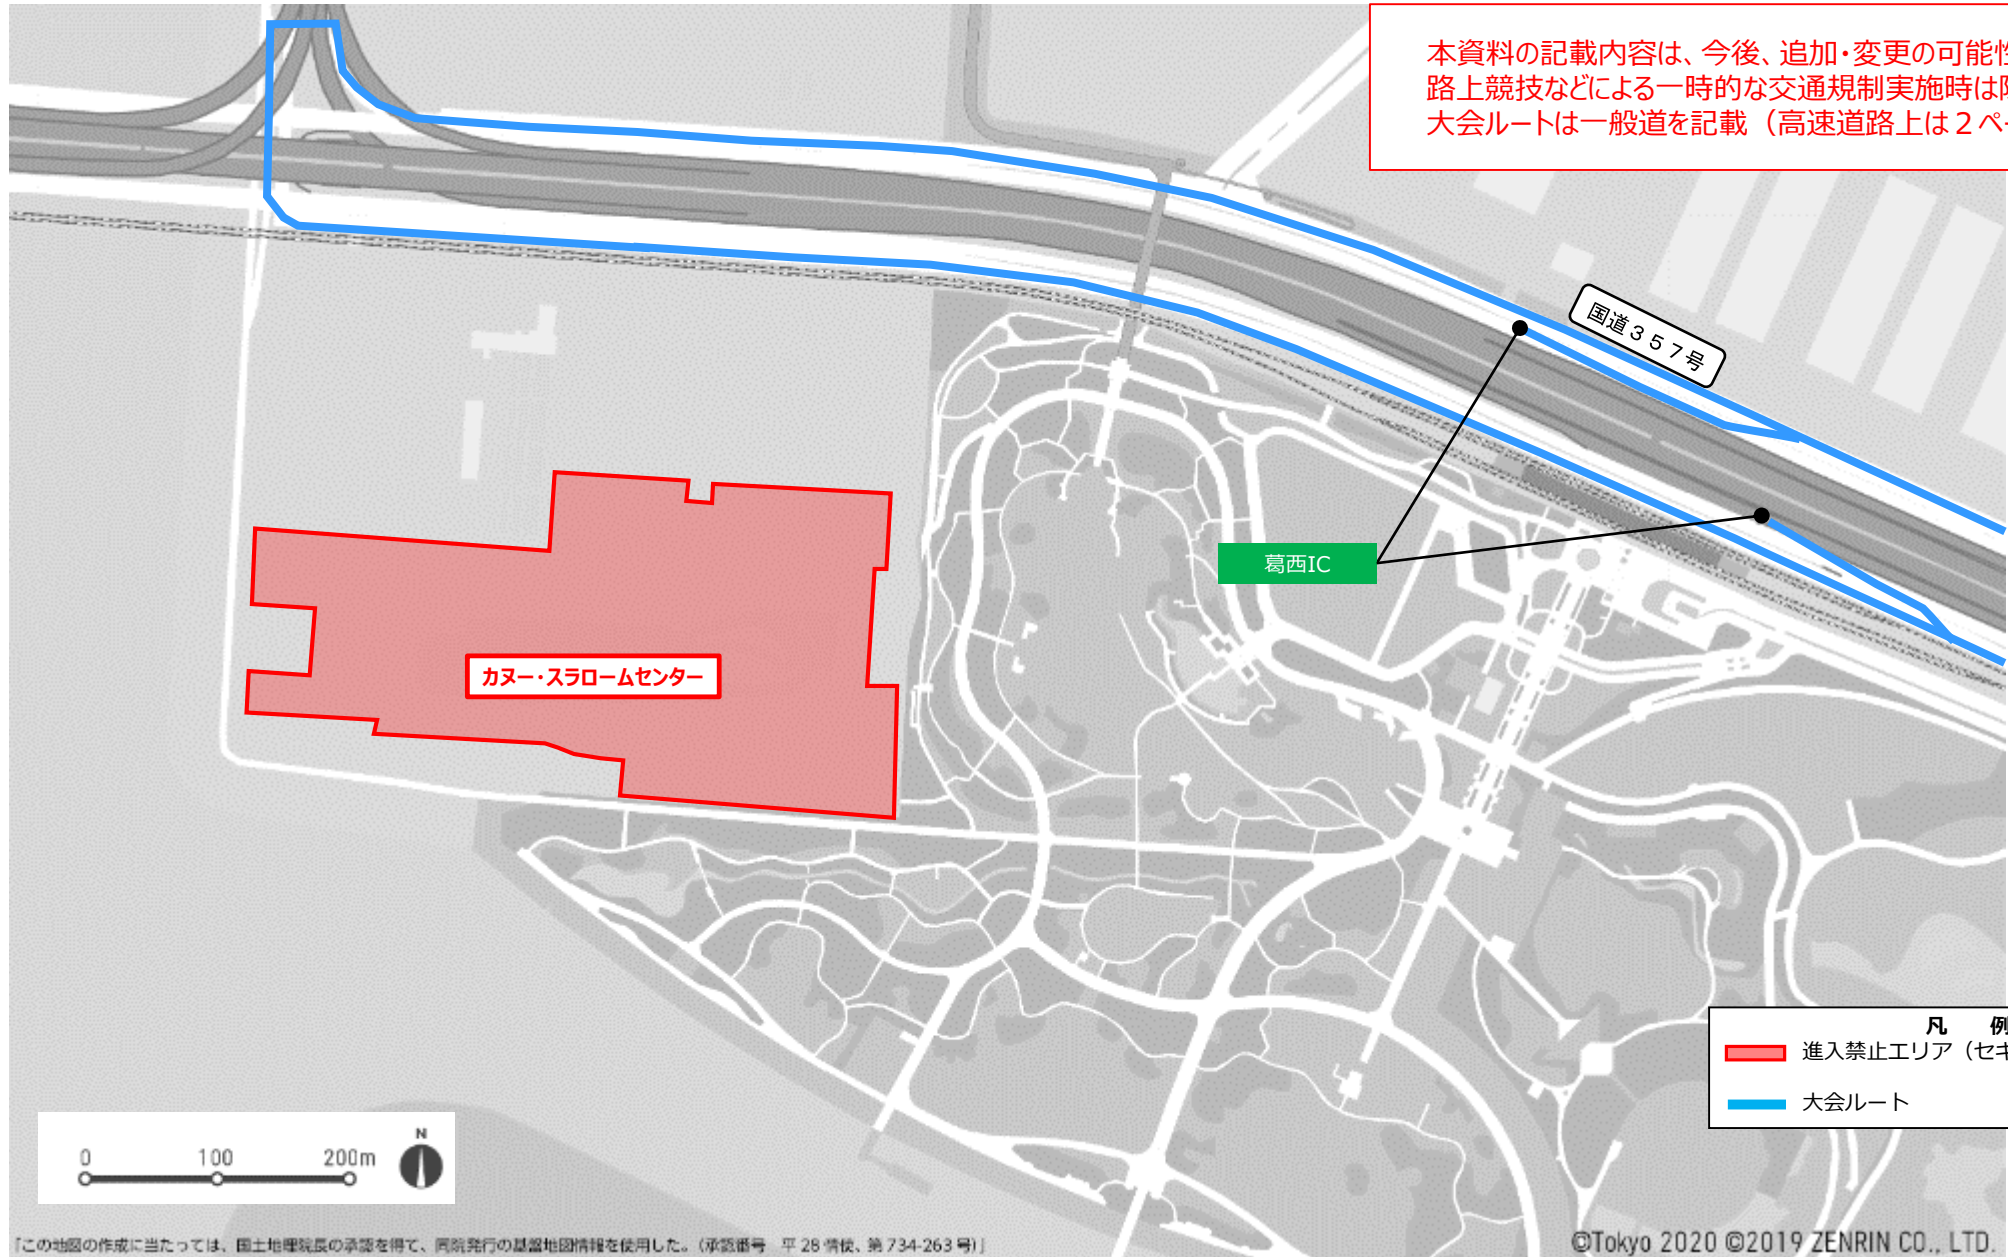 本資料の記載内容は、今後、追加・変更の可能性
路上競技などによる一時的な交通規制実施時は除
大会ルートは一般道を記載（高速道路上は２ペー
国道３５７号
葛西IC
カヌー・スラロームセンター
凡　例
進入禁止エリア（セキ
大会ルート
0 100 200m
N
「この地図の作成に当たっては、国土地理院長の承認を得て、同院発行の基盤地図情報を使用した。（承認番号　平 28 情使、第 734-263 号）」
©Tokyo 2020 ©2019 ZENRIN CO., LTD.